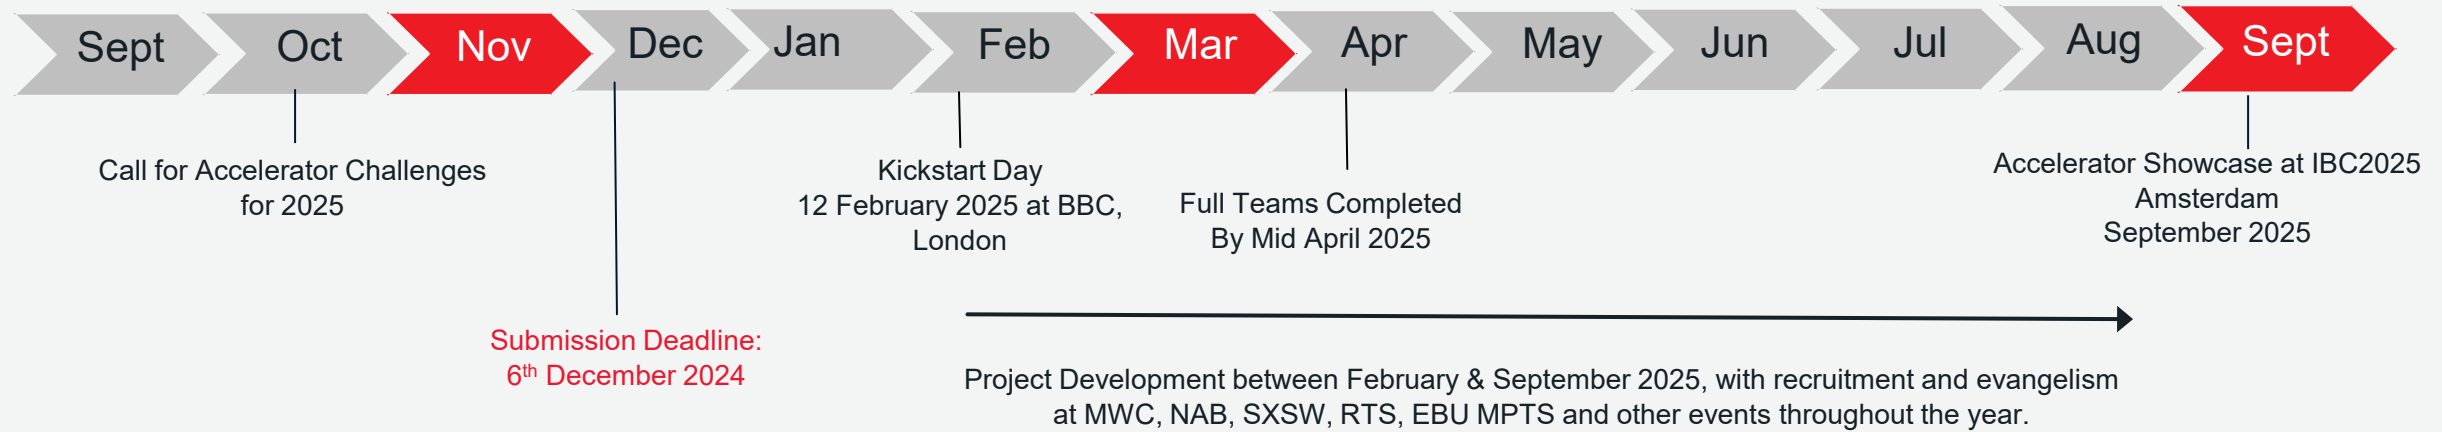 Sept Oct Nov Dec Jan Feb Mar Apr May Jun Jul Aug Sept
Call for Accelerator Challenges
for 2025
Submission Deadline:
6th December 2024
Kickstart Day
12 February 2025 at BBC,
London
Full Teams Completed
By Mid April 2025
Accelerator Showcase at IBC2025
Amsterdam
September 2025
Project Development between February & September 2025, with recruitment and evangelism
at MWC, NAB, SXSW, RTS, EBU MPTS and other events throughout the year.